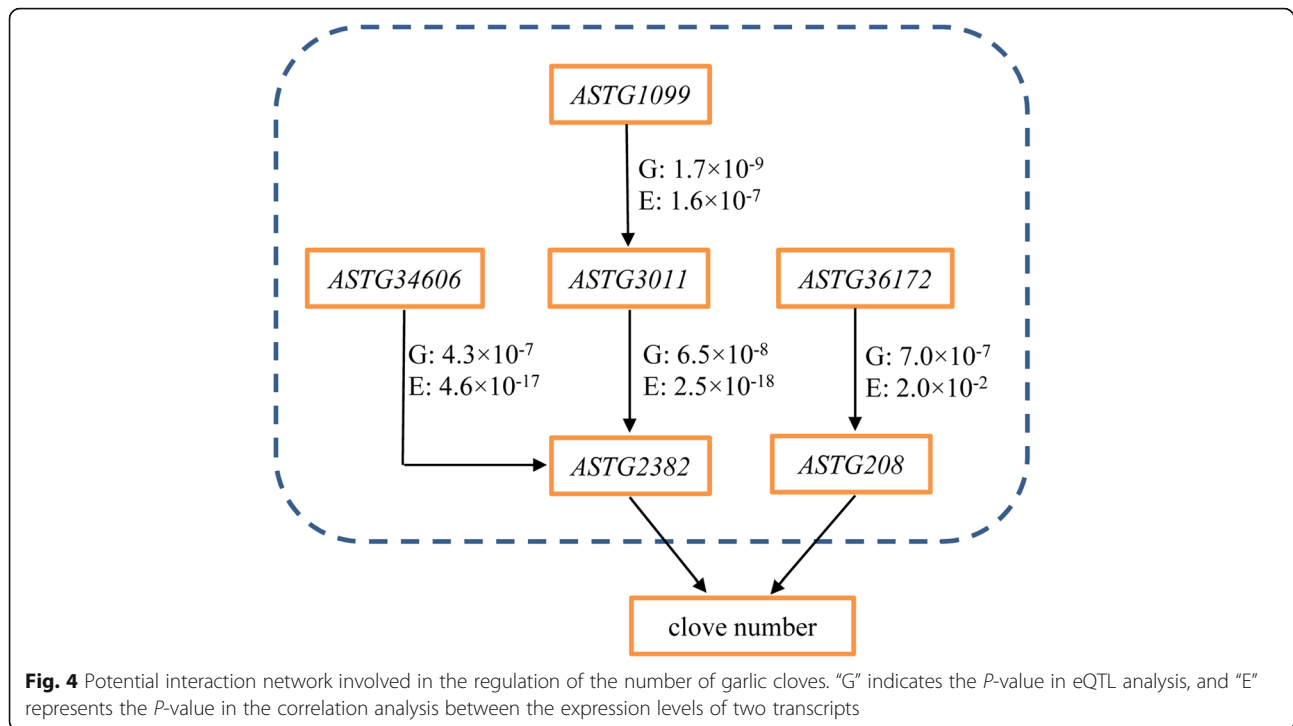 ASTG1099
G: 1.7×10⁻⁹
E: 1.6×10⁻⁷
ASTG34606
ASTG3011
ASTG36172
G: 4.3×10⁻⁷
E: 4.6×10⁻¹⁷
G: 6.5×10⁻⁸
E: 2.5×10⁻¹⁸
G: 7.0×10⁻⁷
E: 2.0×10⁻²
ASTG2382
ASTG208
clove number
Fig. 4 Potential interaction network involved in the regulation of the number of garlic cloves. “G” indicates the P-value in eQTL analysis, and “E”
represents the P-value in the correlation analysis between the expression levels of two transcripts